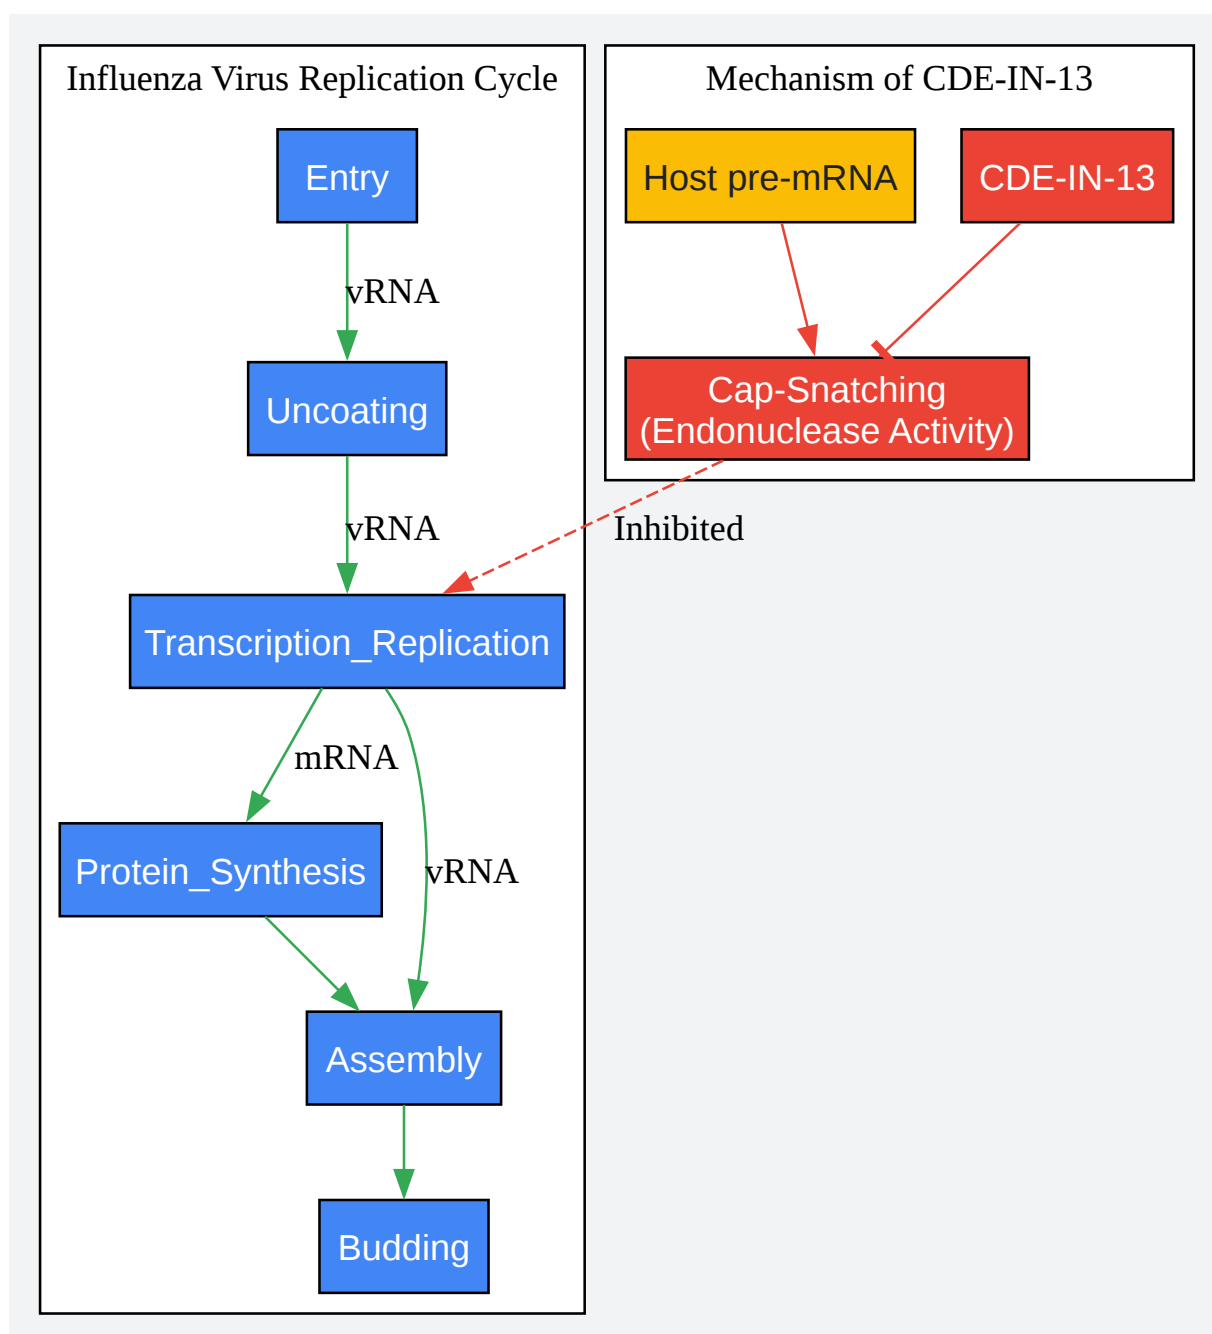 Influenza Virus Replication Cycle
Entry
vRNA
Uncoating
vRNA
Transcription_Replication
mRNA
Protein_Synthesis
vRNA
Assembly
Budding
Mechanism of CDE-IN-13
Host pre-mRNA
CDE-IN-13
Cap-Snatching
(Endonuclease Activity)
Inhibited